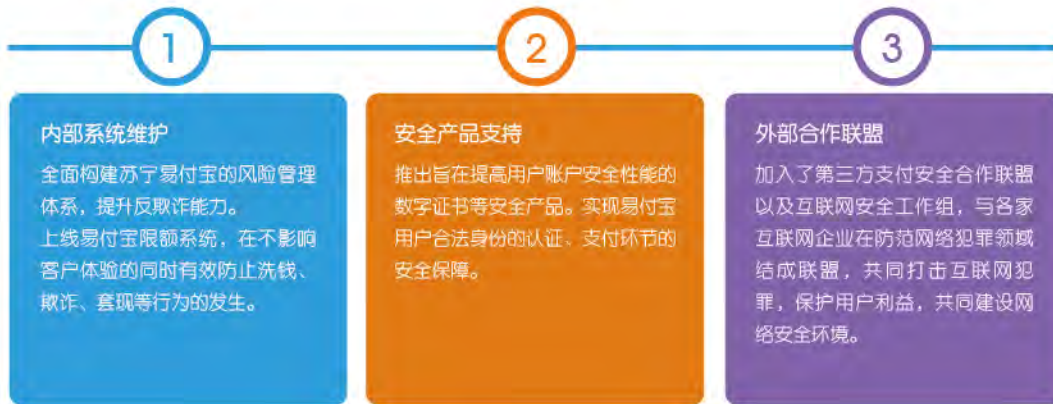 1
2
3
内部系统维护
全面构建苏宁易付宝的风险管理
体系，提升反欺诈能力。
上线易付宝限额系统，在不影响
客户体验的同时有效防止洗钱、
欺诈、套现等行为的发生。
安全产品支持
推出旨在提高用户账户安全性能的
数字证书等安全产品。实现易付宝
用户合法身份的认证、支付环节的
安全保障。
外部合作联盟
加入了第三方支付安全合作联盟
以及互联网安全工作组，与各家
互联网企业在防范网络犯罪领域
结成联盟，共同打击互联网犯
罪，保护用户利益，共同建设网
络安全环境。